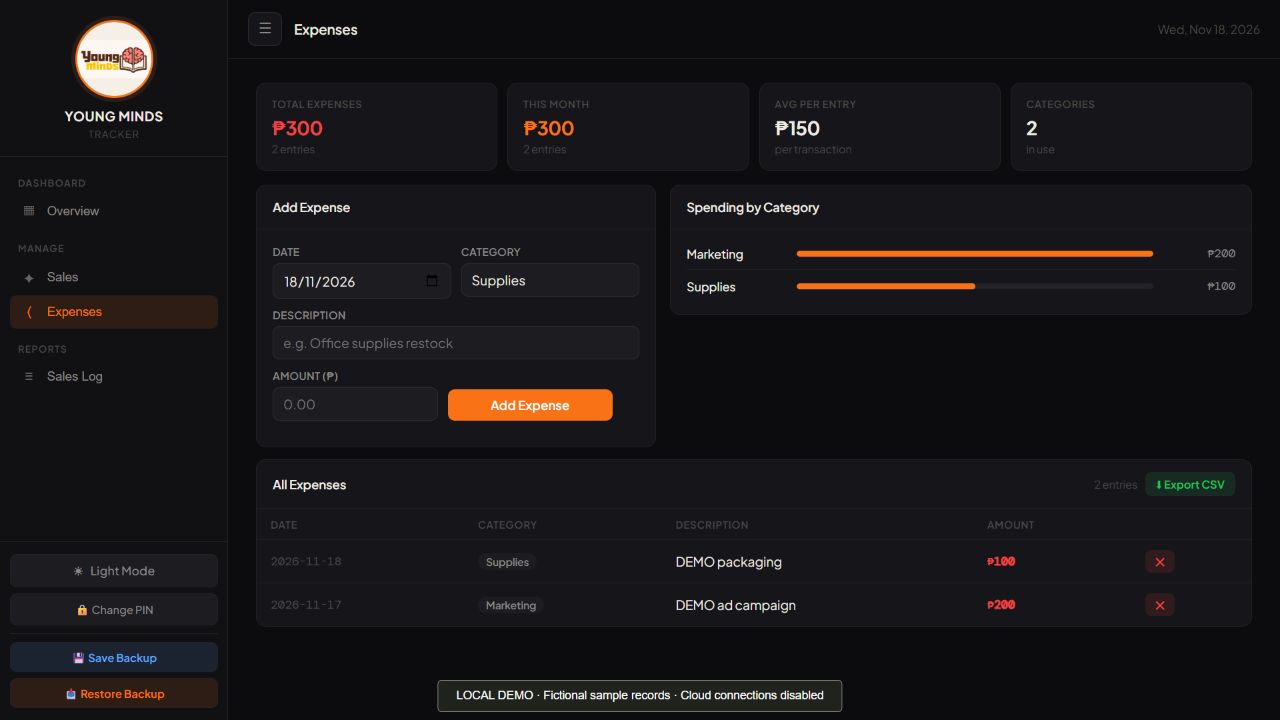 Young
Minds
YOUNG MINDS
TRACKER
DASHBOARD
Overview
MANAGE
Sales
Expenses
REPORTS
Sales Log
Light Mode
Change PIN
Save Backup
Restore Backup
Expenses
Wed, Nov 18, 2026
TOTAL EXPENSES
₱300
2 entries
THIS MONTH
₱300
2 entries
AVG PER ENTRY
₱150
per transaction
CATEGORIES
2
in use
Add Expense
DATE
18/11/2026
CATEGORY
Supplies
DESCRIPTION
e.g. Office supplies restock
AMOUNT (₱)
0.00
Add Expense
Spending by Category
Marketing ₱200
Supplies ₱100
All Expenses
2 entries
⬇ Export CSV
DATE CATEGORY DESCRIPTION AMOUNT
2026-11-18 Supplies DEMO packaging ₱100 ✕
2026-11-17 Marketing DEMO ad campaign ₱200 ✕
LOCAL DEMO · Fictional sample records · Cloud connections disabled